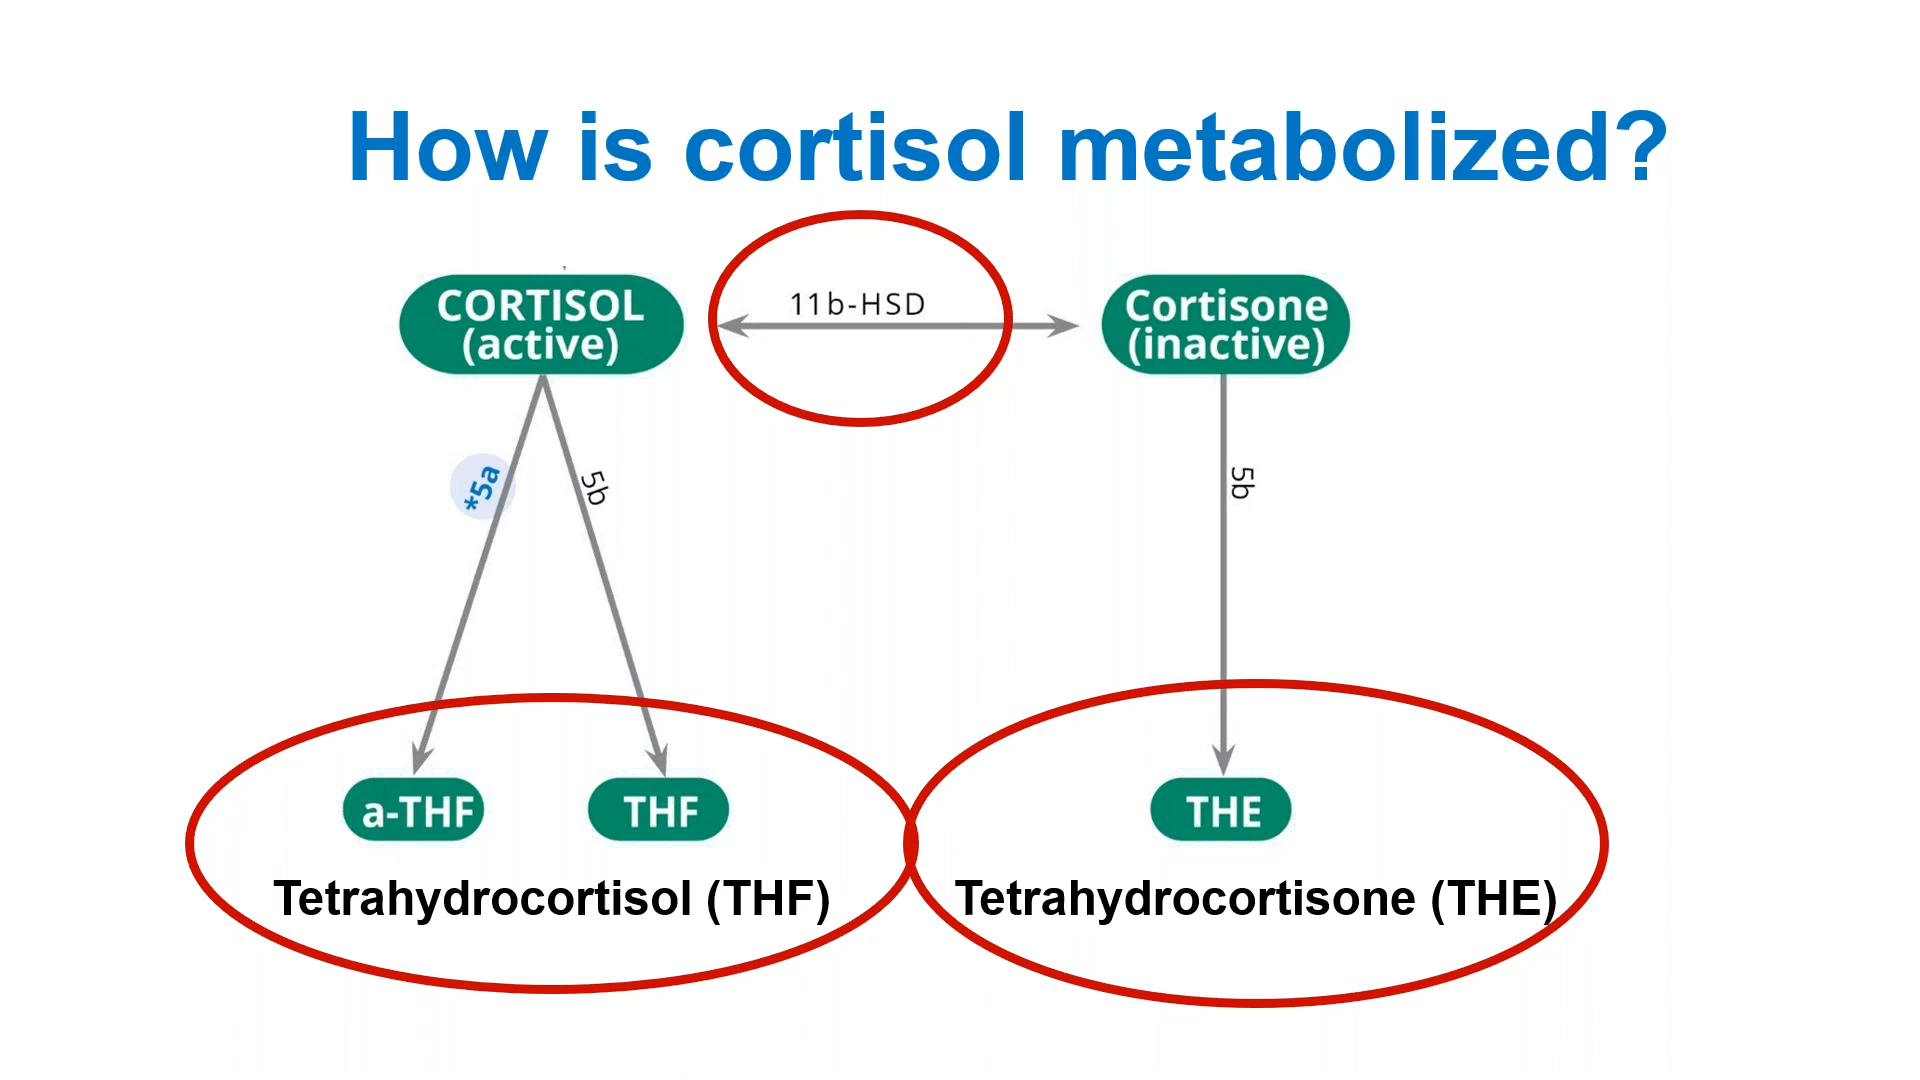 How is cortisol metabolized?
CORTISOL
(active)
11b-HSD
Cortisone
(inactive)
*5a
5b
5b
a-THF
THF
THE
Tetrahydrocortisol (THF)
Tetrahydrocortisone (THE)